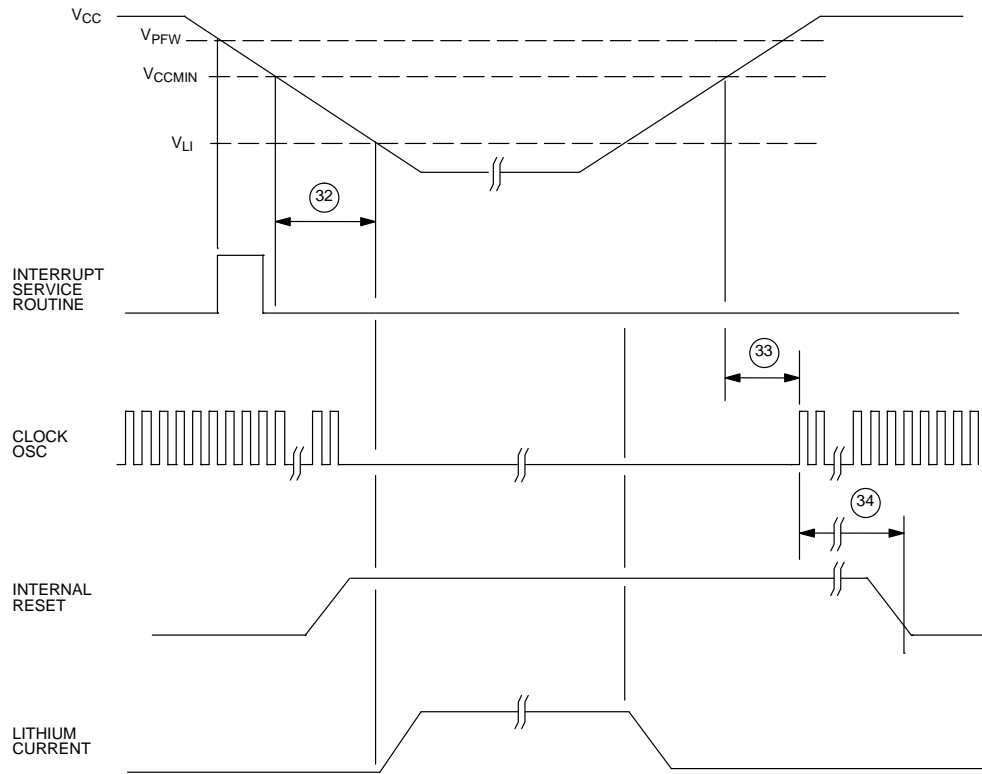 VCC
VPFW
VCCMIN
VLI
32
INTERRUPT
SERVICE
ROUTINE
33
CLOCK
OSC
34
INTERNAL
RESET
LITHIUM
CURRENT